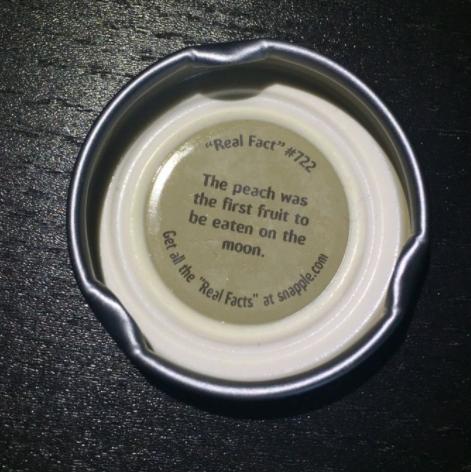 "Real Fact" #722
The peach was
the first fruit to
be eaten on the
moon.
Get all the "Real Facts" at snapple.com